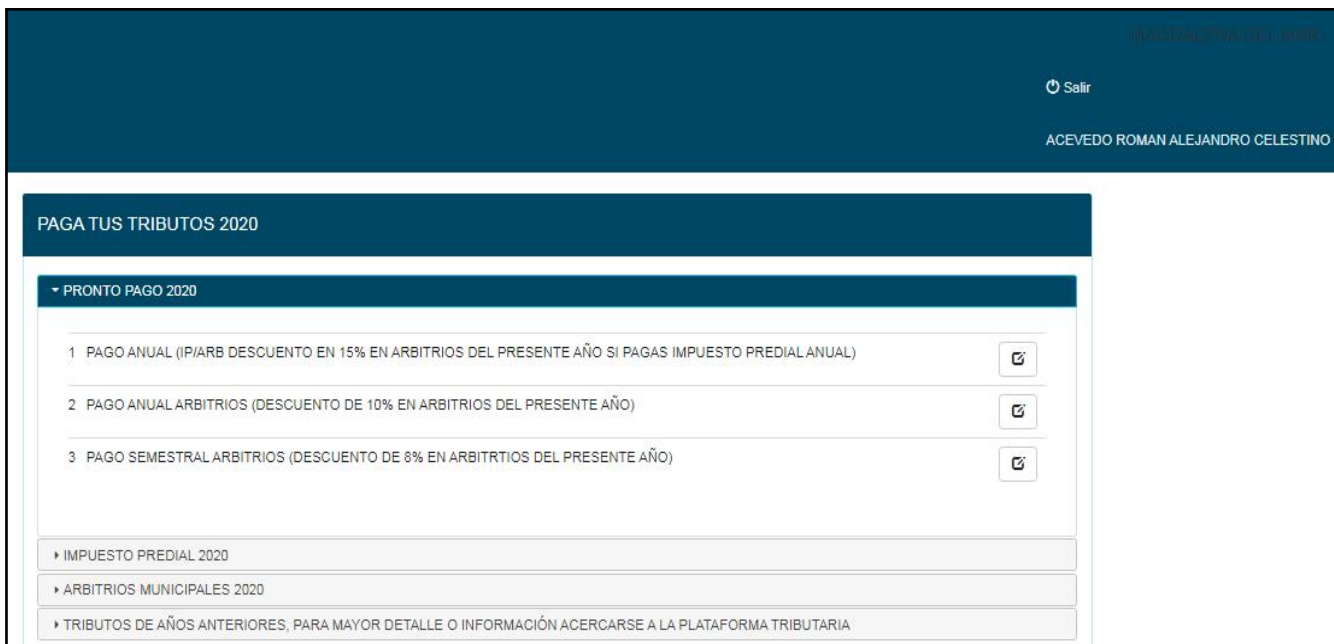 MAGDALENA DEL MAR
Salir
ACEVEDO ROMAN ALEJANDRO CELESTINO
PAGA TUS TRIBUTOS 2020
PRONTO PAGO 2020
1 PAGO ANUAL (IP/ARB DESCUENTO EN 15% EN ARBITRIOS DEL PRESENTE AÑO SI PAGAS IMPUESTO PREDIAL ANUAL)
2 PAGO ANUAL ARBITRIOS (DESCUENTO DE 10% EN ARBITRIOS DEL PRESENTE AÑO)
3 PAGO SEMESTRAL ARBITRIOS (DESCUENTO DE 8% EN ARBITRTIOS DEL PRESENTE AÑO)
IMPUESTO PREDIAL 2020
ARBITRIOS MUNICIPALES 2020
TRIBUTOS DE AÑOS ANTERIORES, PARA MAYOR DETALLE O INFORMACIÓN ACERCARSE A LA PLATAFORMA TRIBUTARIA